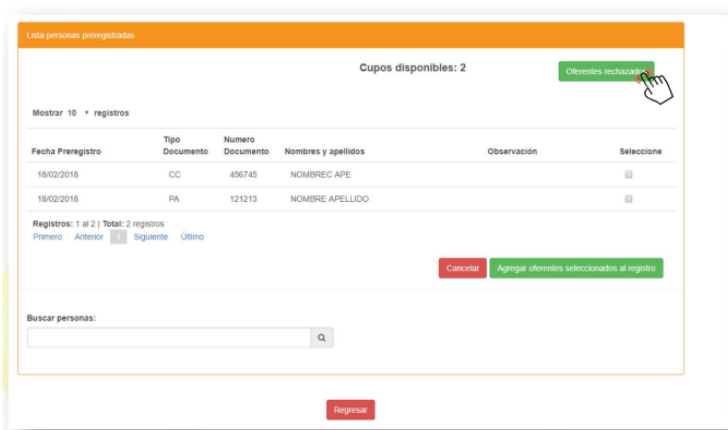 Lista personas preregistradas
Cupos disponibles: 2
Oferentes rechazados
Mostrar 10 registros
Fecha Preregistro Tipo Documento Numero Documento Nombres y apellidos Observación Seleccione
18/02/2018 CC 456745 NOMBREC APE
18/02/2018 PA 121213 NOMBRE APELLIDO
Registros: 1 al 2 | Total: 2 registros
Primero Anterior 1 Siguiente Último
Cancelar Agregar oferentes seleccionados al registro
Buscar personas:
Regresar